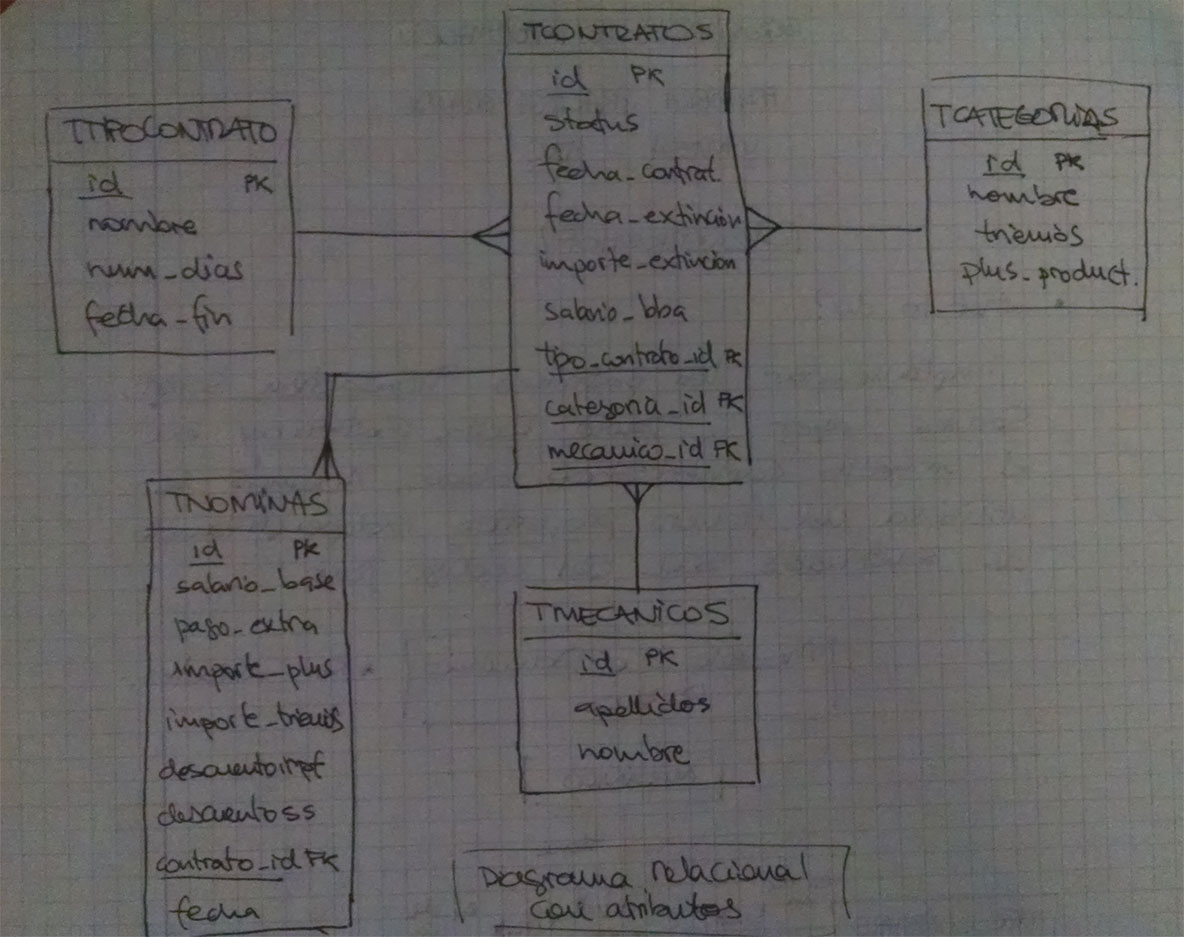 TTIPOCONTRATO
id PK
nombre
num_dias
fecha_fin
TCONTRATOS
id PK
status
fecha_contrat.
fecha_extinción
importe_extinción
salario_bba
tipo_contrato_id FK
categoria_id FK
mecanico_id FK
TCATEGORIAS
id PK
nombre
trienios
plus_product.
TNOMINAS
id PK
salario_base
pago_extra
importe_plus
importe_trienios
descuentoirpf
descuentoss
contrato_id FK
fecha
TMECANICOS
id PK
apellidos
nombre
Diagrama relacional
con atributos